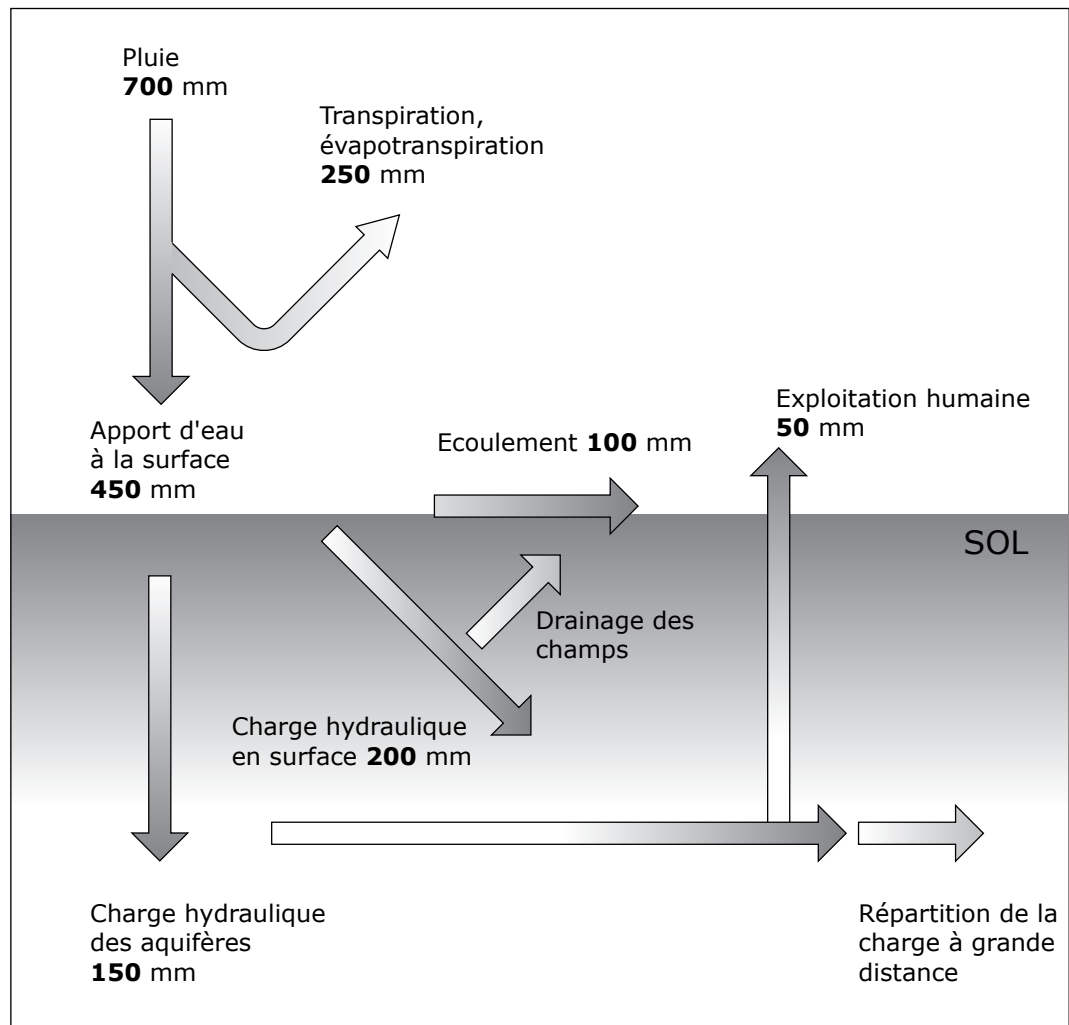 Pluie
700 mm
Transpiration,
évapotranspiration
250 mm
Apport d'eau
à la surface
450 mm
Ecoulement 100 mm
Exploitation humaine
50 mm
SOL
Drainage des
champs
Charge hydraulique
en surface 200 mm
Charge hydraulique
des aquifères
150 mm
Répartition de la
charge à grande
distance